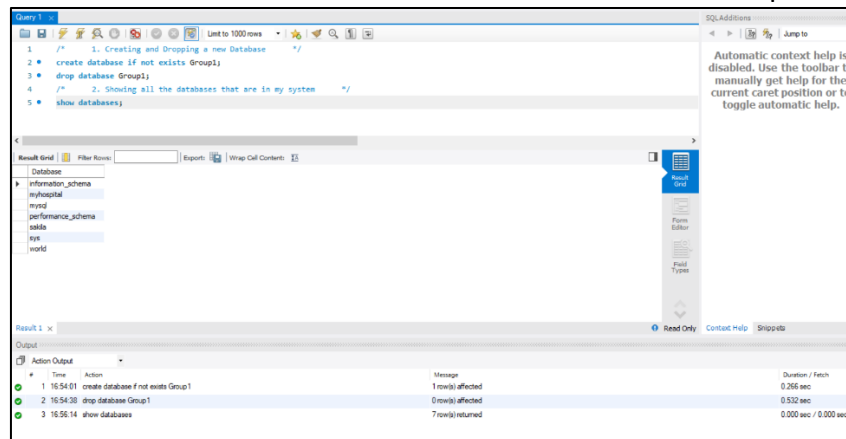 Query 1
SQLAdditions
Limit to 1000 rows
Jump to
1 /* 1. Creating and Dropping a new Database */
2 create database if not exists Group1;
3 drop database Group1;
4 /* 2. Showing all the databases that are in my system */
5 show databases;
Automatic context help is
disabled. Use the toolbar t
manually get help for the
current caret position or to
toggle automatic help.
Result Grid Filter Rows: Export: Wrap Cell Content:
Database
information_schema
myhospital
mysql
performance_schema
sakila
sys
world
Result
Grid
Form
Editor
Field
Types
Result 1 Read Only Context Help Snippets
Output
Action Output
# Time Action Message Duration / Fetch
1 16:54:01 create database if not exists Group1 1 row(s) affected 0.266 sec
2 16:54:38 drop database Group1 0 row(s) affected 0.532 sec
3 16:56:14 show databases 7 row(s) returned 0.000 sec / 0.000 sec